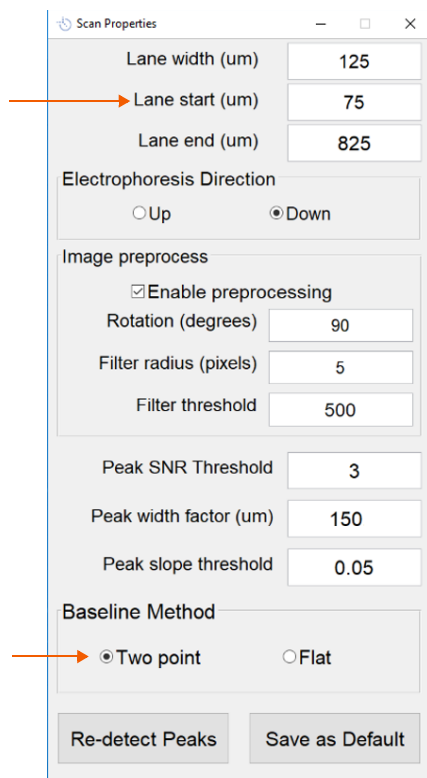 Scan Properties
Lane width (um) 125
Lane start (um) 75
Lane end (um) 825
Electrophoresis Direction
Up Down
Image preprocess
Enable preprocessing
Rotation (degrees) 90
Filter radius (pixels) 5
Filter threshold 500
Peak SNR Threshold 3
Peak width factor (um) 150
Peak slope threshold 0.05
Baseline Method
Two point Flat
Re-detect Peaks Save as Default